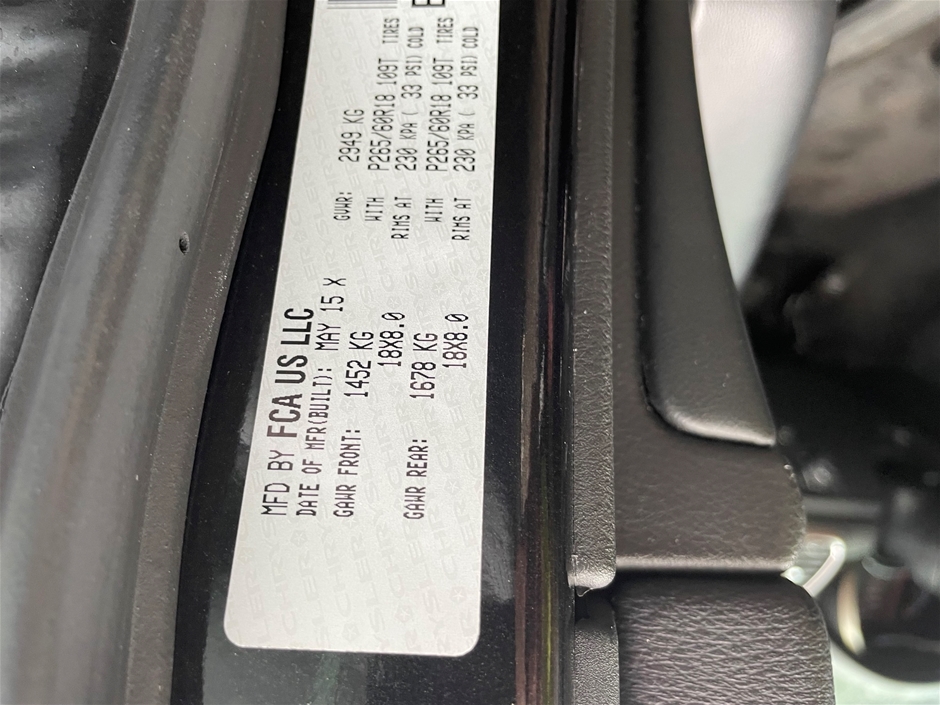 MFD BY FCA US LLC
DATE OF MFR(BUILT): MAY 15 X
GAWR FRONT: 1452 KG
18X8.0
GAWR REAR: 1678 KG
18X8.0
GVWR: 2949 KG
WITH P265/60R18 109T TIRES
RIMS AT 230 KPA ( 33 PSI) COLD
WITH P265/60R18 109T TIRES
RIMS AT 230 KPA ( 33 PSI) COLD